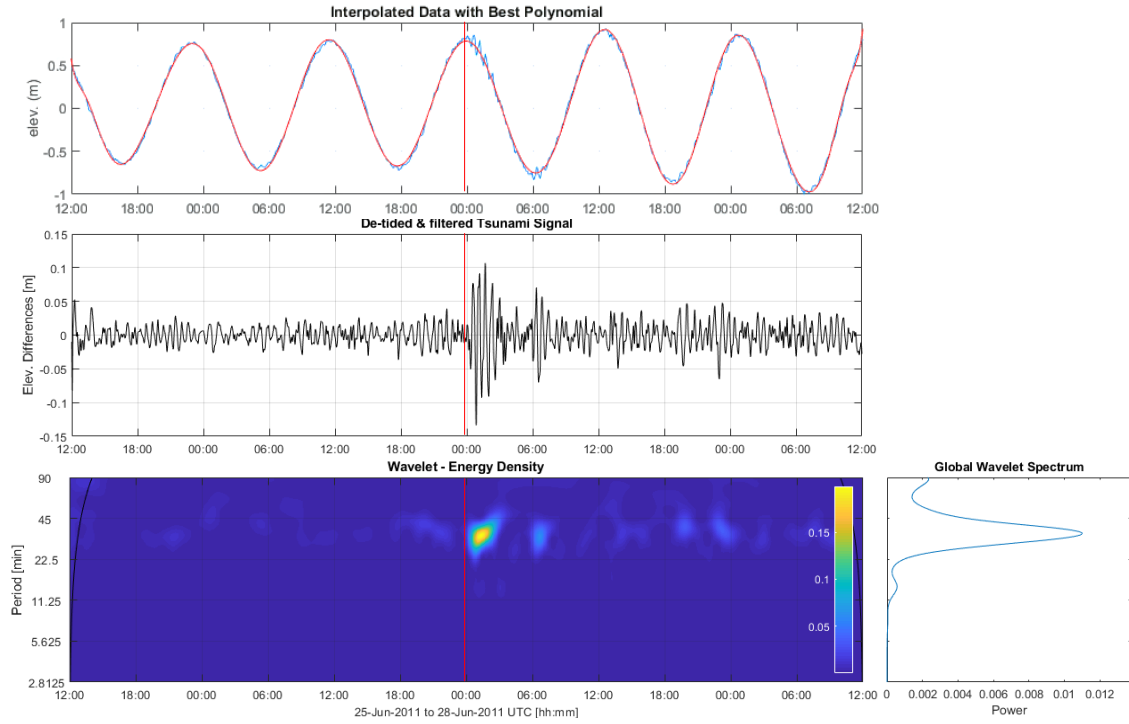 Interpolated Data with Best Polynomial
1
0.5
0
-0.5
-1
elev. (m)
12:00 18:00 00:00 06:00 12:00 18:00 00:00 06:00 12:00 18:00 00:00 06:00 12:00
De-tided & filtered Tsunami Signal
0.15
0.1
0.05
0
-0.05
-0.1
-0.15
Elev. Differences [m]
12:00 18:00 00:00 06:00 12:00 18:00 00:00 06:00 12:00 18:00 00:00 06:00 12:00
Wavelet - Energy Density
90
45
22.5
11.25
5.625
2.8125
Period [min]
0.15
0.1
0.05
12:00 18:00 00:00 06:00 12:00 18:00 00:00 06:00 12:00 18:00 00:00 06:00 12:00
25-Jun-2011 to 28-Jun-2011 UTC [hh:mm]
Global Wavelet Spectrum
0 0.002 0.004 0.006 0.008 0.01 0.012
Power